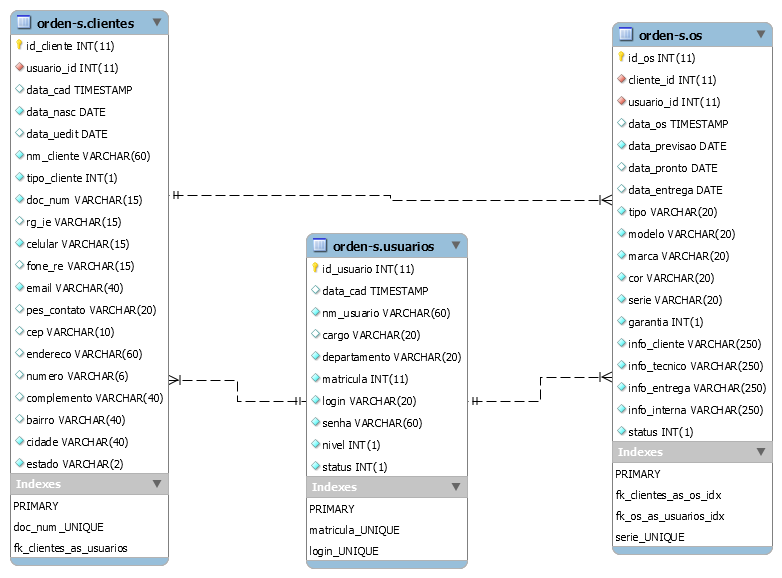 orden-s.clientes
id_cliente INT(11)
usuario_id INT(11)
data_cad TIMESTAMP
data_nasc DATE
data_uedit DATE
nm_cliente VARCHAR(60)
tipo_cliente INT(1)
doc_num VARCHAR(15)
rg_ie VARCHAR(15)
celular VARCHAR(15)
fone_re VARCHAR(15)
email VARCHAR(40)
pes_contato VARCHAR(20)
cep VARCHAR(10)
endereco VARCHAR(60)
numero VARCHAR(6)
complemento VARCHAR(40)
bairro VARCHAR(40)
cidade VARCHAR(40)
estado VARCHAR(2)
Indexes
PRIMARY
doc_num_UNIQUE
fk_clientes_as_usuarios
orden-s.usuarios
id_usuario INT(11)
data_cad TIMESTAMP
nm_usuario VARCHAR(60)
cargo VARCHAR(20)
departamento VARCHAR(20)
matricula INT(11)
login VARCHAR(20)
senha VARCHAR(60)
nivel INT(1)
status INT(1)
Indexes
PRIMARY
matricula_UNIQUE
login_UNIQUE
orden-s.os
id_os INT(11)
cliente_id INT(11)
usuario_id INT(11)
data_os TIMESTAMP
data_previsao DATE
data_pronto DATE
data_entrega DATE
tipo VARCHAR(20)
modelo VARCHAR(20)
marca VARCHAR(20)
cor VARCHAR(20)
serie VARCHAR(20)
garantia INT(1)
info_cliente VARCHAR(250)
info_tecnico VARCHAR(250)
info_entrega VARCHAR(250)
info_interna VARCHAR(250)
status INT(1)
Indexes
PRIMARY
fk_clientes_as_os_idx
fk_os_as_usuarios_idx
serie_UNIQUE